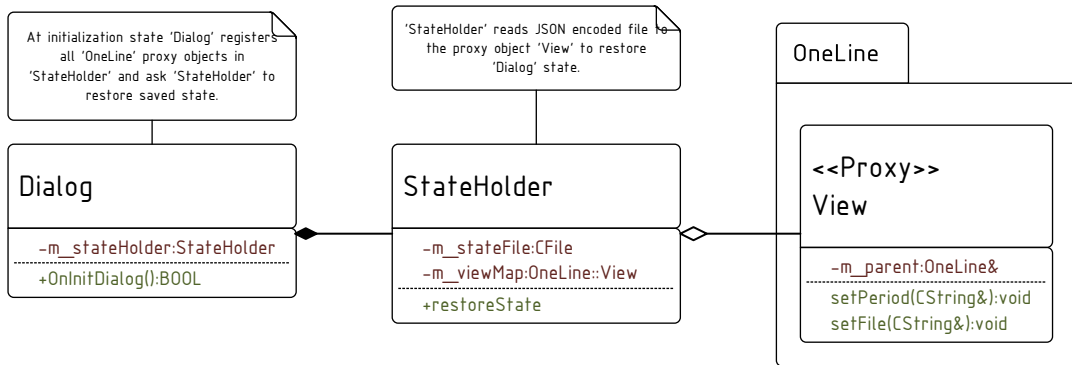 At initialization state 'Dialog' registers
all 'OneLine' proxy objects in
'StateHolder' and ask 'StateHolder' to
restore saved state.
'StateHolder' reads JSON encoded file to
the proxy object 'View' to restore
'Dialog' state.
OneLine
Dialog
-m_stateHolder:StateHolder
+OnInitDialog():BOOL
StateHolder
-m_stateFile:CFile
-m_viewMap:OneLine::View
+restoreState
<<Proxy>>
View
-m_parent:OneLine&
setPeriod(CString&):void
setFile(CString&):void